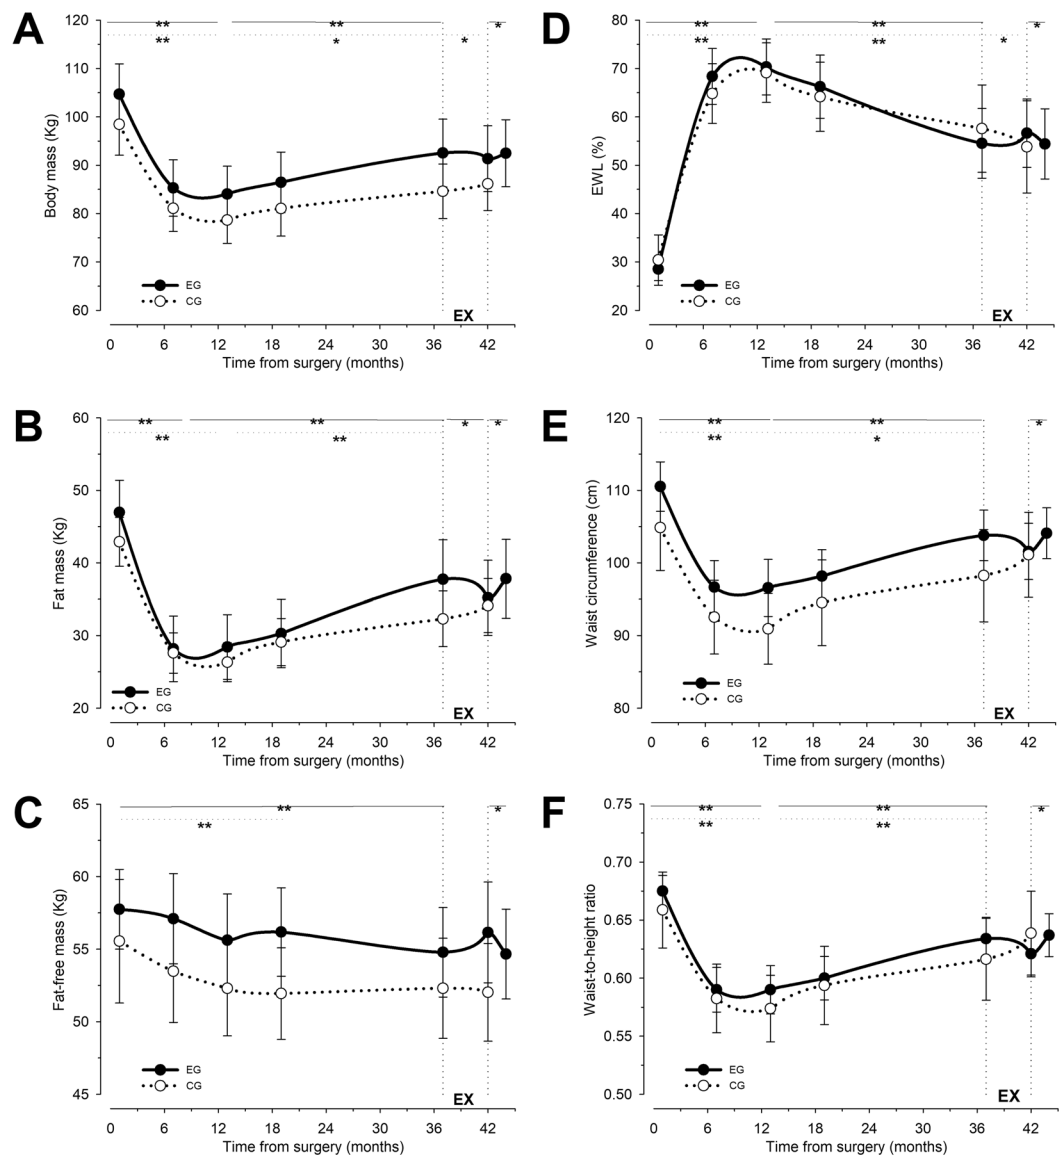 A
120
110
100
90
80
70
60
Body mass (Kg)
** ** *
** * *
EG
CG
EX
0 6 12 18 24 30 36 42
Time from surgery (months)
D
80
70
60
50
40
30
20
EWL (%)
** ** *
** ** *
EG
CG
EX
0 6 12 18 24 30 36 42
Time from surgery (months)
B
60
50
40
30
20
Fat mass (Kg)
** ** * *
** **
EG
CG
EX
0 6 12 18 24 30 36 42
Time from surgery (months)
E
120
110
100
90
80
Waist circumference (cm)
** ** *
** *
EG
CG
EX
0 6 12 18 24 30 36 42
Time from surgery (months)
C
65
60
55
50
45
Fat-free mass (Kg)
** *
**
EG
CG
EX
0 6 12 18 24 30 36 42
Time from surgery (months)
F
0.75
0.70
0.65
0.60
0.55
0.50
Waist-to-height ratio
** ** *
** **
EG
CG
EX
0 6 12 18 24 30 36 42
Time from surgery (months)